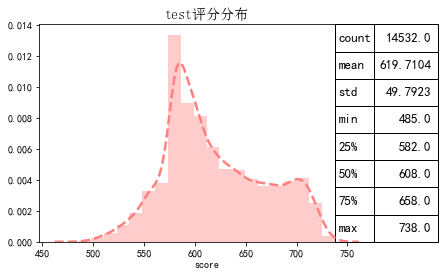 test评分分布
0.014
0.012
0.010
0.008
0.006
0.004
0.002
0.000
450 500 550 600 650 700 750
score
count 14532.0
mean 619.7104
std 49.7923
min 485.0
25% 582.0
50% 608.0
75% 658.0
max 738.0